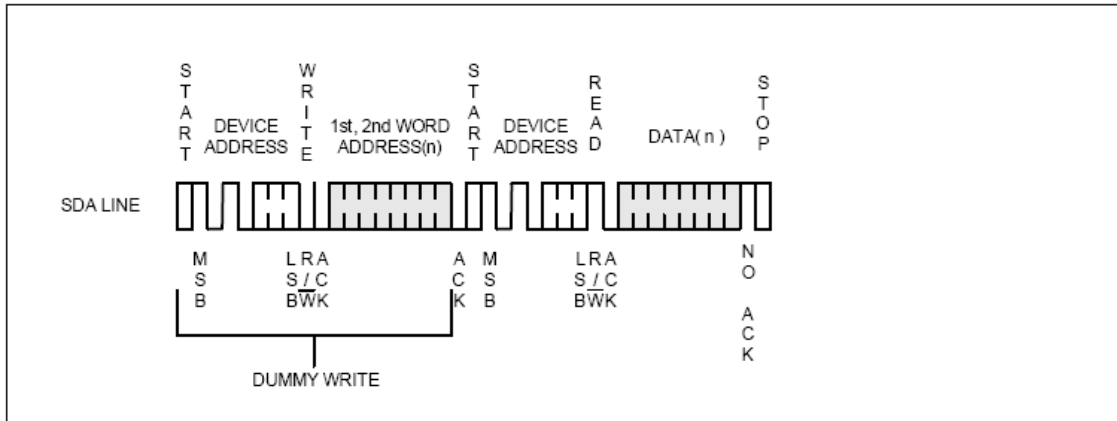 START
WRITE
START
READ
STOP
DEVICE
ADDRESS
1st, 2nd WORD
ADDRESS(n)
DEVICE
ADDRESS
DATA( n )
SDA LINE
MSB
LSB
R/W
ACK
ACK
MSB
LSB
R/W
ACK
NO ACK
DUMMY WRITE